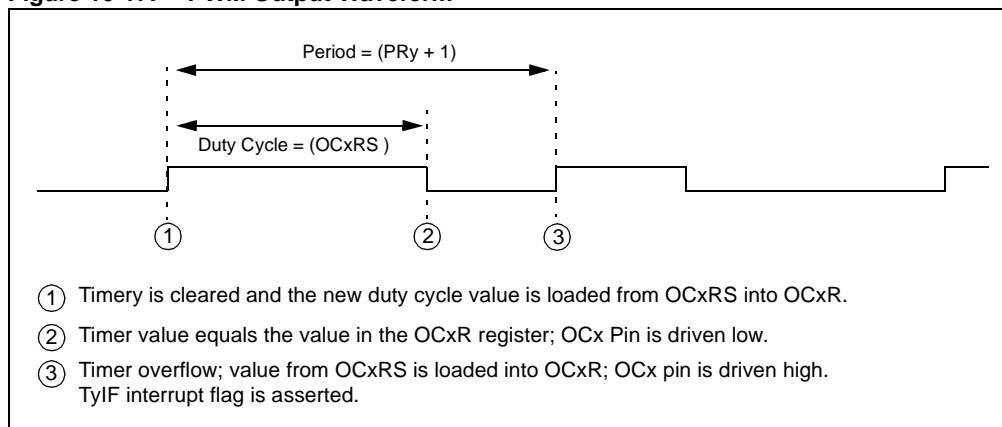 Period = (PRy + 1)
Duty Cycle = (OCxRS )
1 2 3
1 Timery is cleared and the new duty cycle value is loaded from OCxRS into OCxR.
2 Timer value equals the value in the OCxR register; OCx Pin is driven low.
3 Timer overflow; value from OCxRS is loaded into OCxR; OCx pin is driven high.
TyIF interrupt flag is asserted.